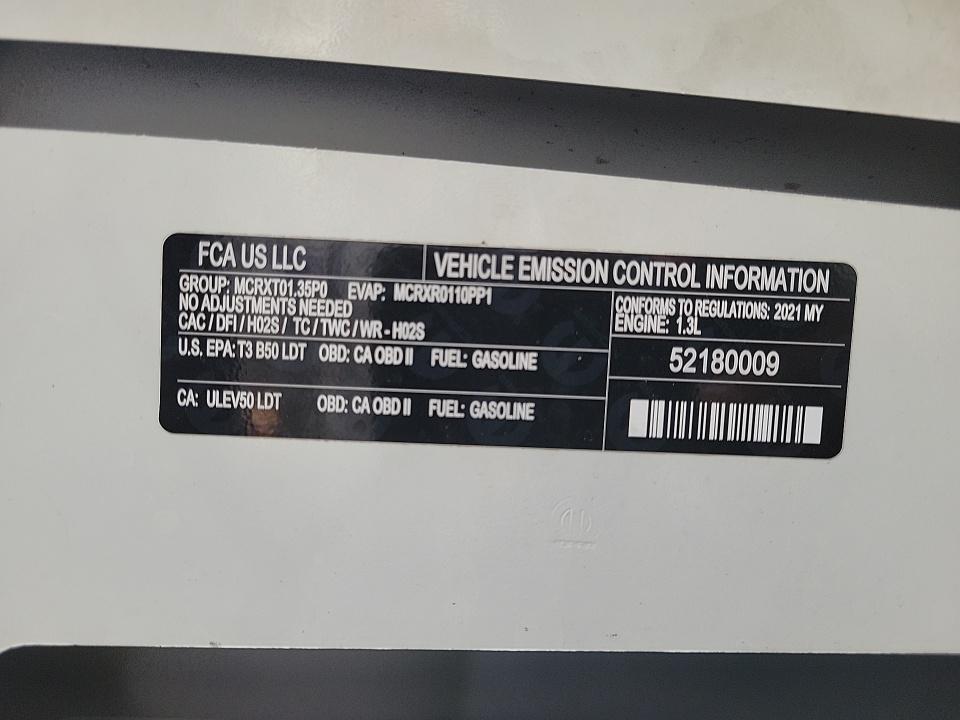 FCA US LLC
VEHICLE EMISSION CONTROL INFORMATION
GROUP: MCRXT01.35P0 EVAP: MCRXR0110PP1
NO ADJUSTMENTS NEEDED
CAC / DFI / H02S / TC / TWC / WR - H02S
U.S. EPA: T3 B50 LDT OBD: CA OBD II FUEL: GASOLINE
CA: ULEV50 LDT OBD: CA OBD II FUEL: GASOLINE
CONFORMS TO REGULATIONS: 2021 MY
ENGINE: 1.3L
52180009